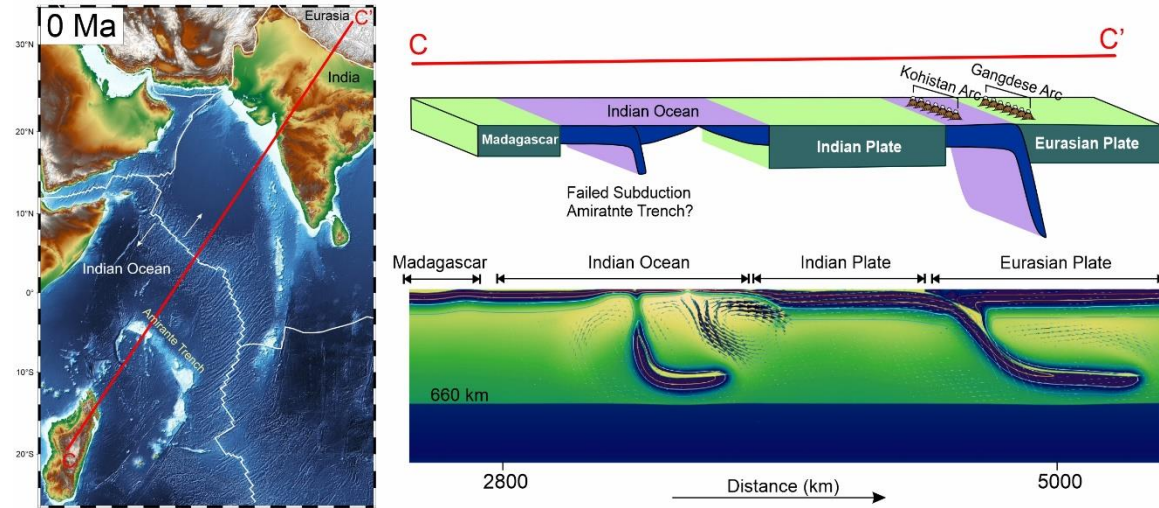 0 Ma
Eurasia
C'
30°N
India
20°N
10°N
Indian Ocean
0°
Amirante Trench
10°S
20°S
C
C
C'
Kohistan Arc
Gangdese Arc
Indian Ocean
Madagascar
Indian Plate
Eurasian Plate
Failed Subduction
Amiratnte Trench?
Madagascar
Indian Ocean
Indian Plate
Eurasian Plate
660 km
2800
Distance (km)
5000